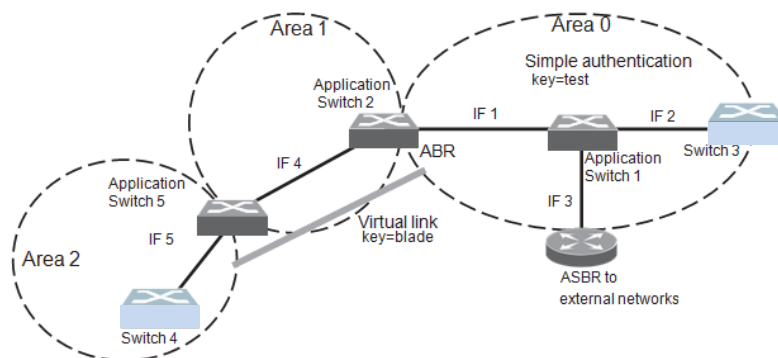 Area 1
Area 0
Simple authentication
key=test
Application
Switch 2
IF 1
IF 2
ABR
Application
Switch 1
Switch 3
IF 4
Application
Switch 5
IF 3
Virtual link
key=blade
IF 5
Area 2
ASBR to
external networks
Switch 4